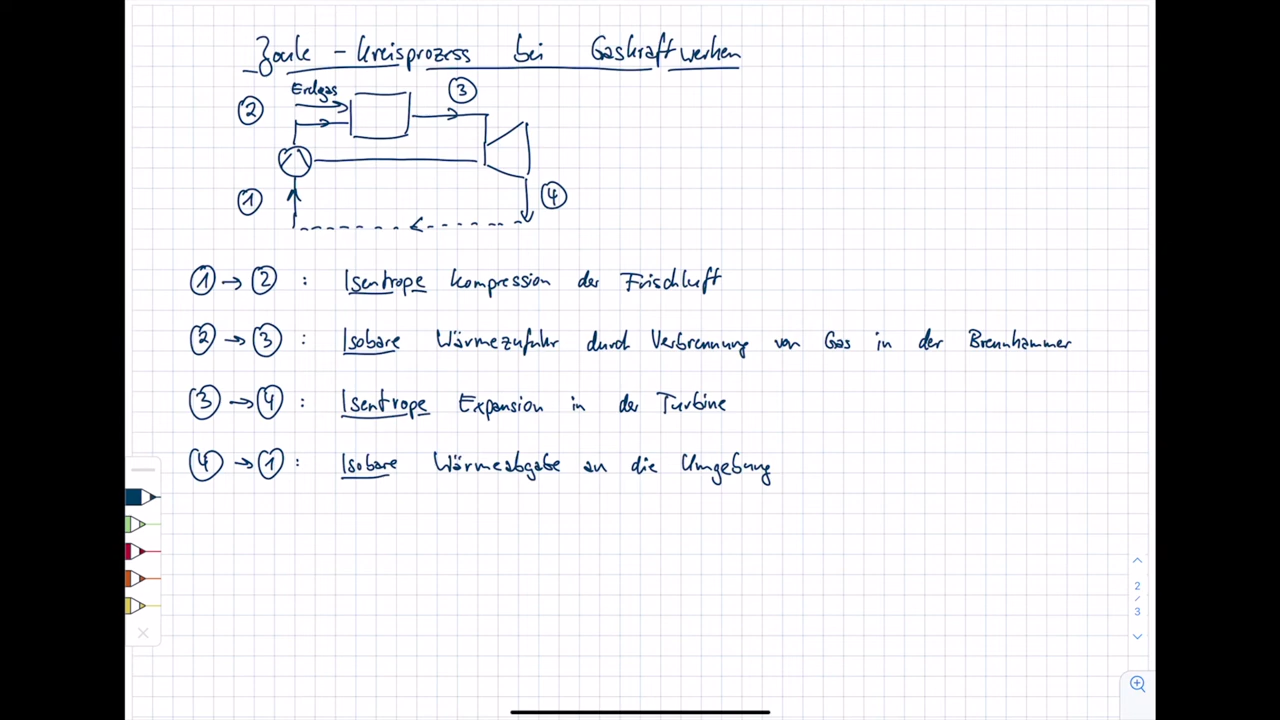 Joule - Kreisprozess bei Gaskraftwerken
Erdgas
3
2
1
4
1 → 2 : Isentrope Kompression der Frischluft
2 → 3 : Isobare Wärmezufuhr durch Verbrennung von Gas in der Brennkammer
3 → 4 : Isentrope Expansion in der Turbine
4 → 1 : Isobare Wärmeabgabe an die Umgebung
2
/
3